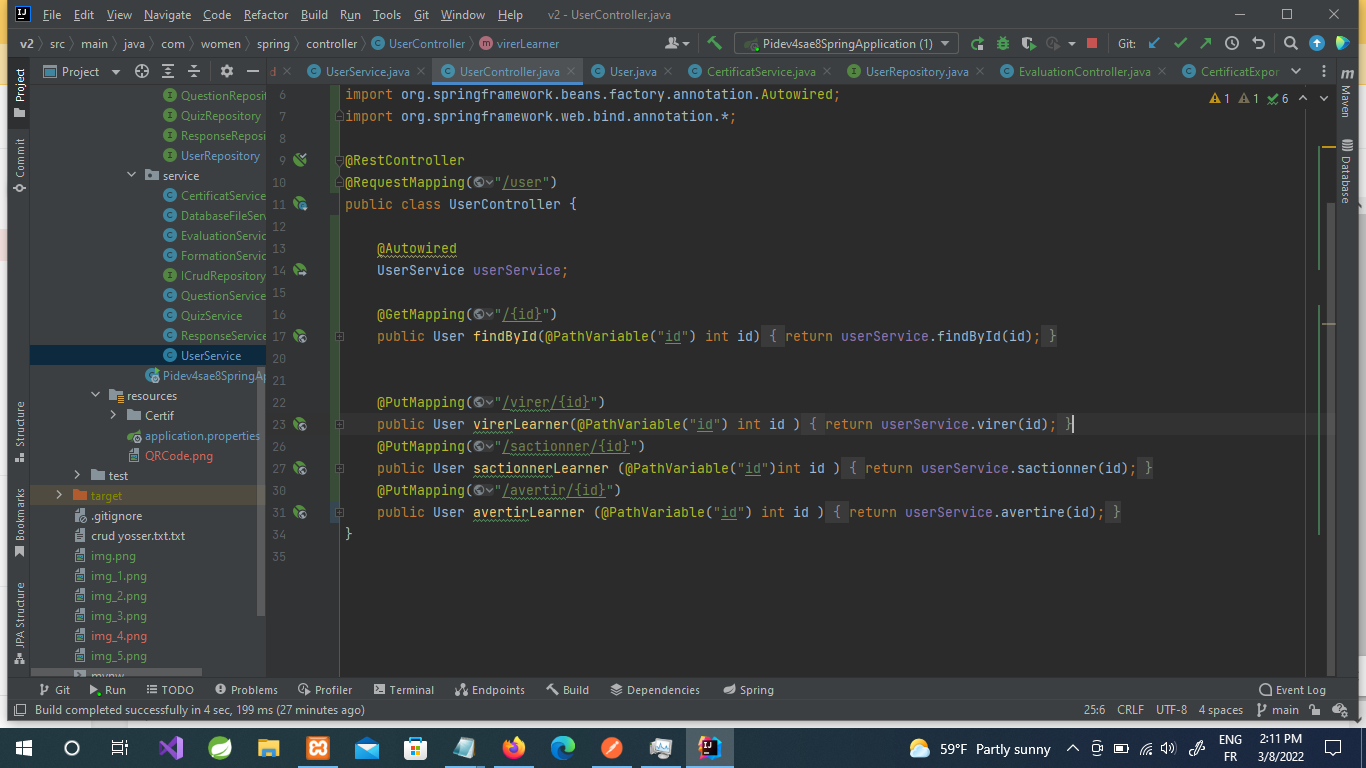 File Edit View Navigate Code Refactor Build Run Tools Git Window Help v2 - UserController.java
v2 src main java com women spring controller UserController virerLearner Pidev4sae8SpringApplication (1) Git:
Project d UserService.java UserController.java User.java CertificatService.java UserRepository.java EvaluationController.java CertificatExpor
Project
Commit
Structure
Bookmarks
JPA Structure
QuestionReposit
QuizRepository
ResponseReposi
UserRepository
service
CertificatService
DatabaseFileServ
EvaluationServic
FormationServic
ICrudRepository
QuestionService
QuizService
ResponseService
UserService
Pidev4sae8SpringAp
resources
Certif
application.properties
QRCode.png
test
target
.gitignore
crud yosser.txt.txt
img.png
img_1.png
img_2.png
img_3.png
img_4.png
img_5.png
mvnw
6 import org.springframework.beans.factory.annotation.Autowired;
7 import org.springframework.web.bind.annotation.*;
8
9 @RestController
10 @RequestMapping("/user")
11 public class UserController {
12
13 @Autowired
14 UserService userService;
15
16 @GetMapping("/{id}")
17 public User findById(@PathVariable("id") int id) { return userService.findById(id); }
20
21
22 @PutMapping("/virer/{id}")
23 public User virerLearner(@PathVariable("id") int id ) { return userService.virer(id); }
26 @PutMapping("/sactionner/{id}")
27 public User sactionnerLearner (@PathVariable("id")int id ) { return userService.sactionner(id); }
30 @PutMapping("/avertir/{id}")
31 public User avertirLearner (@PathVariable("id") int id ) { return userService.avertire(id); }
34 }
35
1 1 6
Maven
Database
Git Run TODO Problems Profiler Terminal Endpoints Build Dependencies Spring Event Log
Build completed successfully in 4 sec, 199 ms (27 minutes ago) 25:6 CRLF UTF-8 4 spaces main
59°F Partly sunny
ENG
FR
2:11 PM
3/8/2022